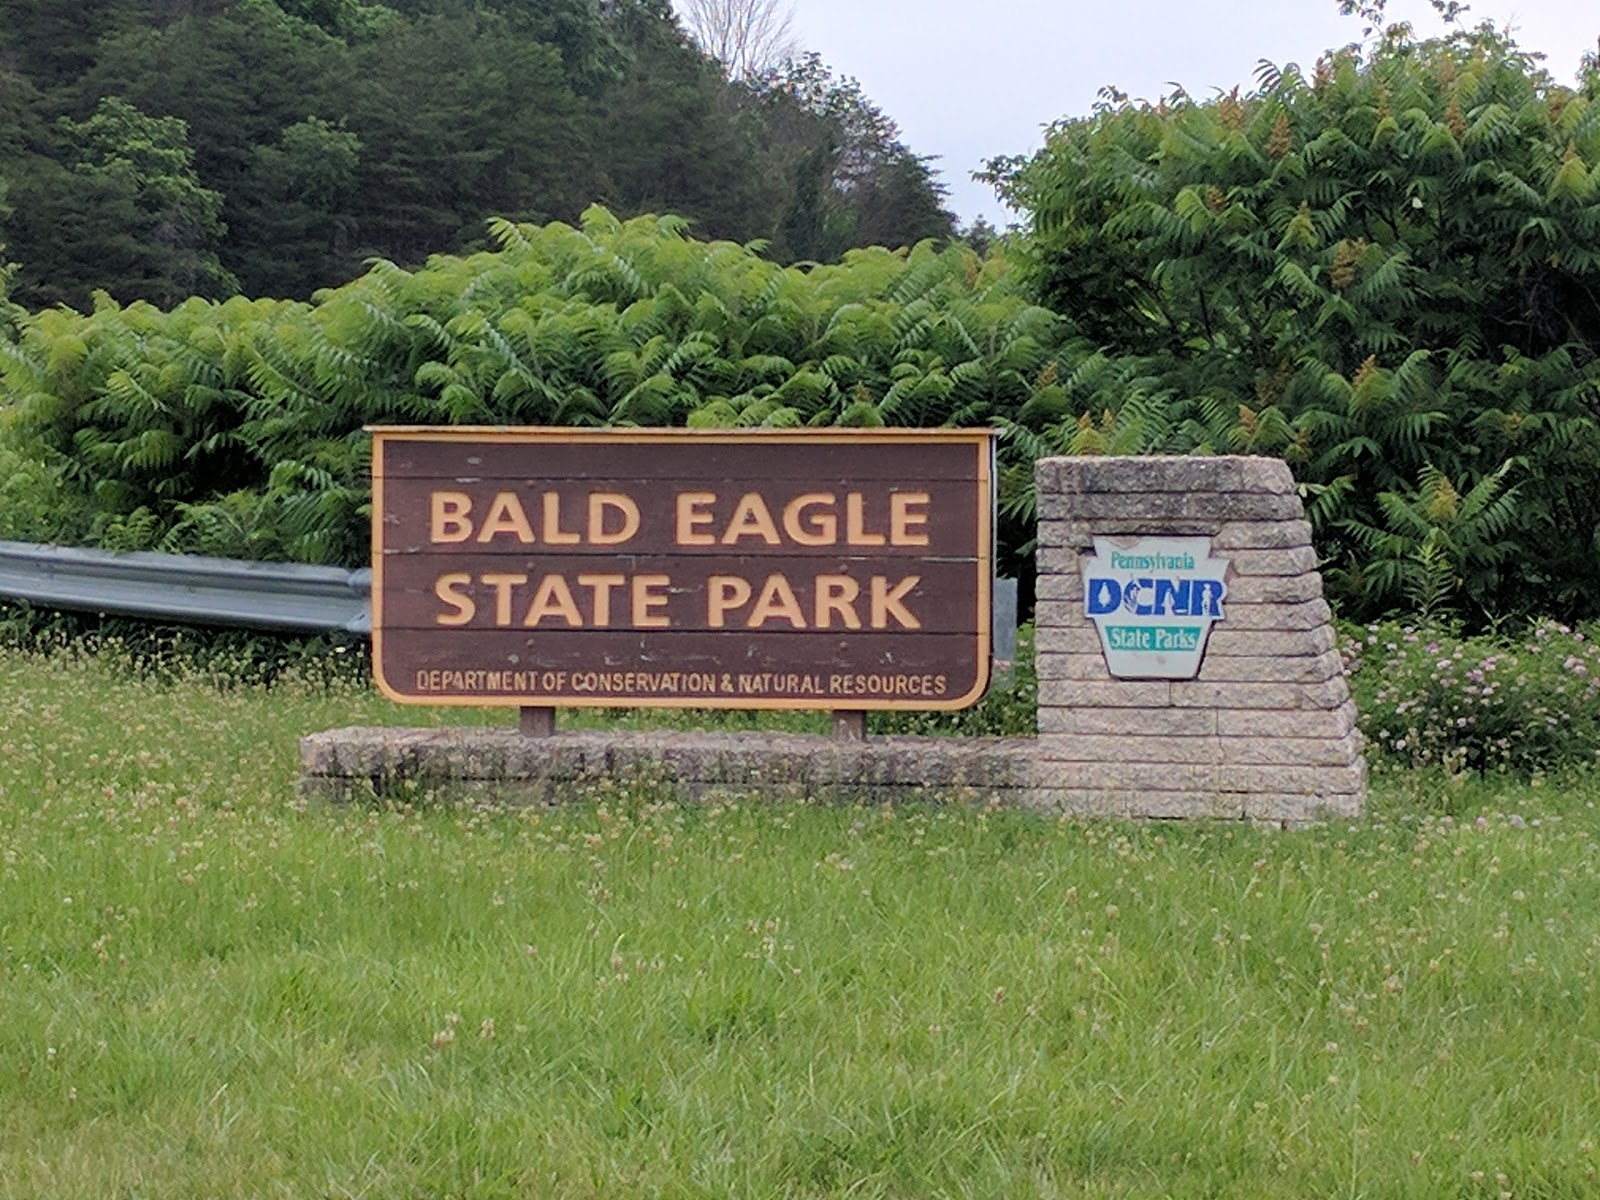 BALD EAGLE
STATE PARK
DEPARTMENT OF CONSERVATION & NATURAL RESOURCES
Pennsylvania
DCNR
State Parks